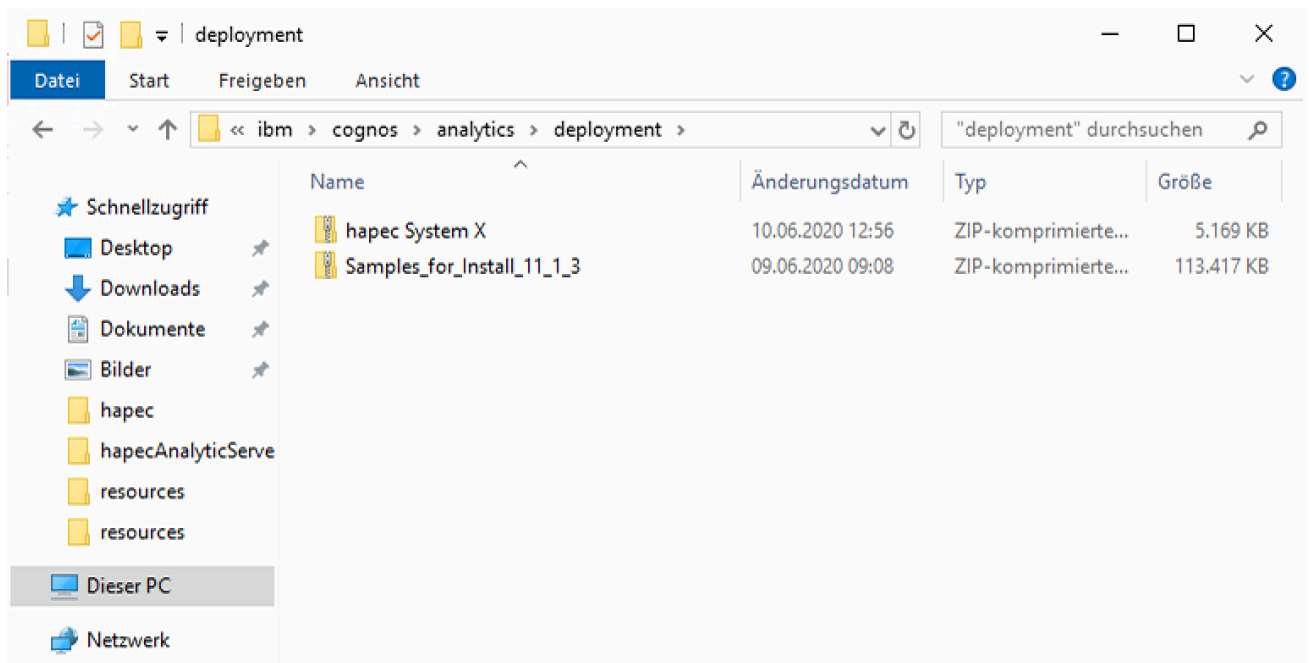 deployment
Datei Start Freigeben Ansicht
« ibm › cognos › analytics › deployment › "deployment" durchsuchen
Name Änderungsdatum Typ Größe
Schnellzugriff
hapec System X 10.06.2020 12:56 ZIP-komprimierte... 5.169 KB
Desktop
Samples_for_Install_11_1_3 09.06.2020 09:08 ZIP-komprimierte... 113.417 KB
Downloads
Dokumente
Bilder
hapec
hapecAnalyticServe
resources
resources
Dieser PC
Netzwerk